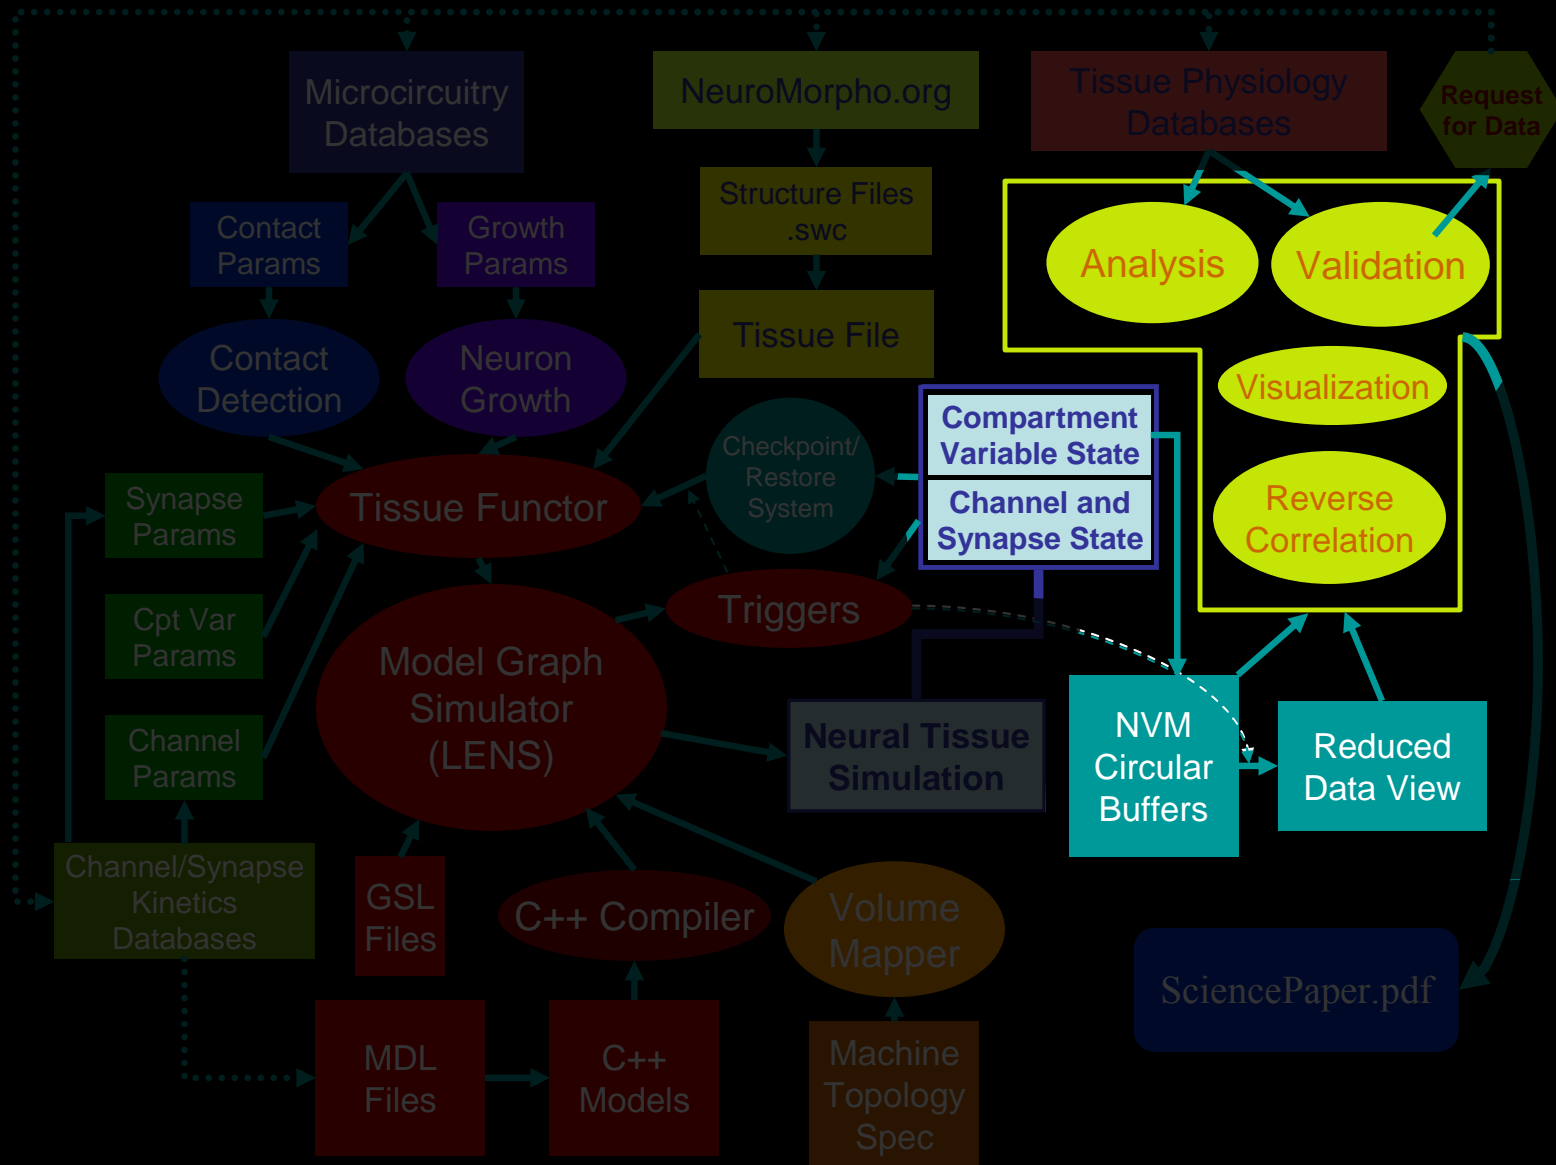 Microcircuitry
Databases
NeuroMorpho.org
Tissue Physiology
Databases
Request
for Data
Contact
Params
Growth
Params
Structure Files
.swc
Analysis
Validation
Contact
Detection
Neuron
Growth
Tissue File
Visualization
Compartment
Variable State
Channel and
Synapse State
Checkpoint/
Restore
System
Synapse
Params
Tissue Functor
Reverse
Correlation
Cpt Var
Params
Triggers
Model Graph
Simulator
(LENS)
Channel
Params
Neural Tissue
Simulation
NVM
Circular
Buffers
Reduced
Data View
Channel/Synapse
Kinetics
Databases
GSL
Files
C++ Compiler
Volume
Mapper
SciencePaper.pdf
MDL
Files
C++
Models
Machine
Topology
Spec